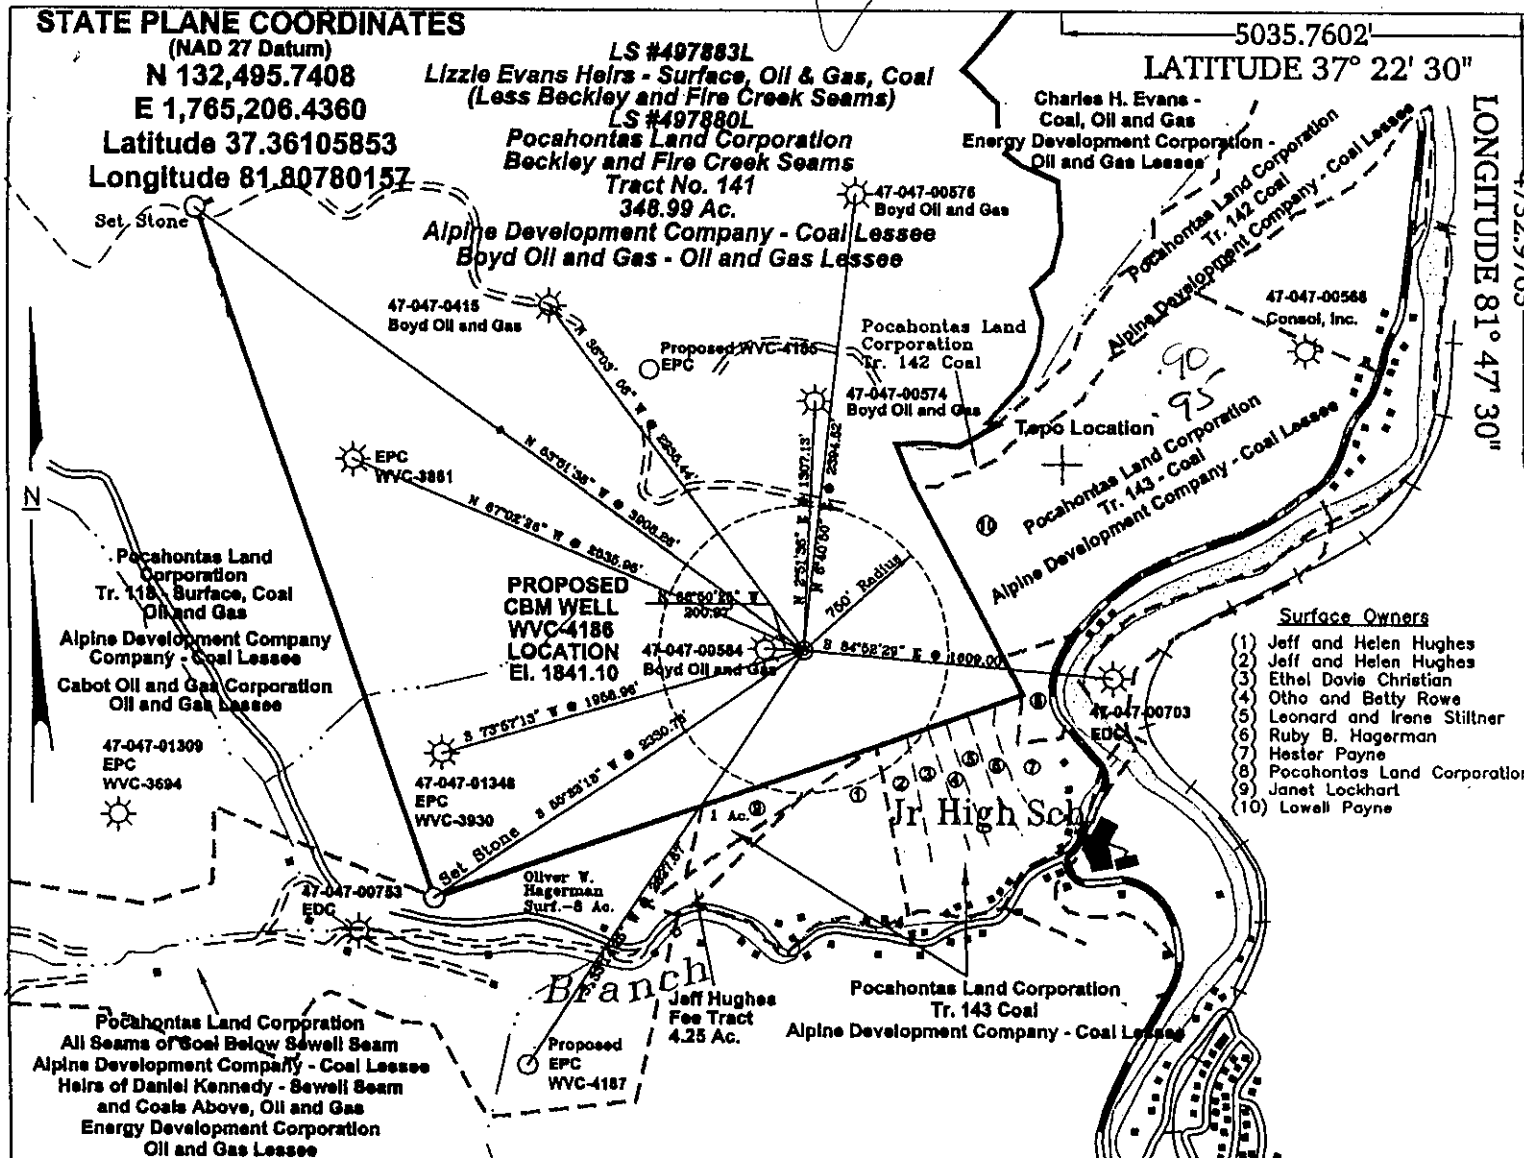 STATE PLANE COORDINATES
(NAD 27 Datum)
N 132,495.7408
E 1,765,206.4360
Latitude 37.36105853
Longitude 81.80780157
LS #497883L
Lizzie Evans Heirs - Surface, Oil & Gas, Coal
(Less Beckley and Fire Creek Seams)
LS #497880L
Pocahontas Land Corporation
Beckley and Fire Creek Seams
Tract No. 141
348.99 Ac.
Alpine Development Company - Coal Lessee
Boyd Oil and Gas - Oil and Gas Lessee
5035.7602'
LATITUDE 37° 22' 30"
LONGITUDE 81° 47' 30"
Charles H. Evans -
Coal, Oil and Gas
Energy Development Corporation -
Oil and Gas Lessee
Pocahontas Land Corporation
Tr. 142 Coal
Alpine Development Company - Coal Lessee
Set Stone
47-047-00576
Boyd Oil and Gas
47-047-0415
Boyd Oil and Gas
Proposed WVC-4185
EPC
Pocahontas Land
Corporation
Tr. 142 Coal
47-047-00574
Boyd Oil and Gas
47-047-00568
Consol, Inc.
.90
.95
Topo Location
Pocahontas Land Corporation
Tr. 143 - Coal
Alpine Development Company - Coal Lessee
(10)
EPC
WVC-3861
N
750' Radius
Pocahontas Land
Corporation
Tr. 118 - Surface, Coal
Oil and Gas
Alpine Development Company
Company - Coal Lessee
Cabot Oil and Gas Corporation
Oil and Gas Lessee
PROPOSED
CBM WELL
WVC-4186
LOCATION
El. 1841.10
47-047-00584
Boyd Oil and Gas
47-047-00703
EDC
47-047-01309
EPC
WVC-3694
47-047-01348
EPC
WVC-3930
Surface Owners
(1) Jeff and Helen Hughes
(2) Jeff and Helen Hughes
(3) Ethel Davie Christian
(4) Otho and Betty Rowe
(5) Leonard and Irene Stiltner
(6) Ruby B. Hagerman
(7) Hester Payne
(8) Pocohontas Land Corporation
(9) Janet Lockhart
(10) Lowell Payne
1 Ac.
Jr High Sch
Set Stone
Oliver W.
Hagerman
Surf.-8 Ac.
47-047-00753
EDC
Branch
Jeff Hughes
Fee Tract
4.25 Ac.
Pocahontas Land Corporation
Tr. 143 Coal
Alpine Development Company - Coal Lessee
Proposed
EPC
WVC-4187
Pocahontas Land Corporation
All Seams of Coal Below Sewell Seam
Alpine Development Company - Coal Lessee
Heirs of Daniel Kennedy - Sewell Seam
and Coals Above, Oil and Gas
Energy Development Corporation
Oil and Gas Lessee